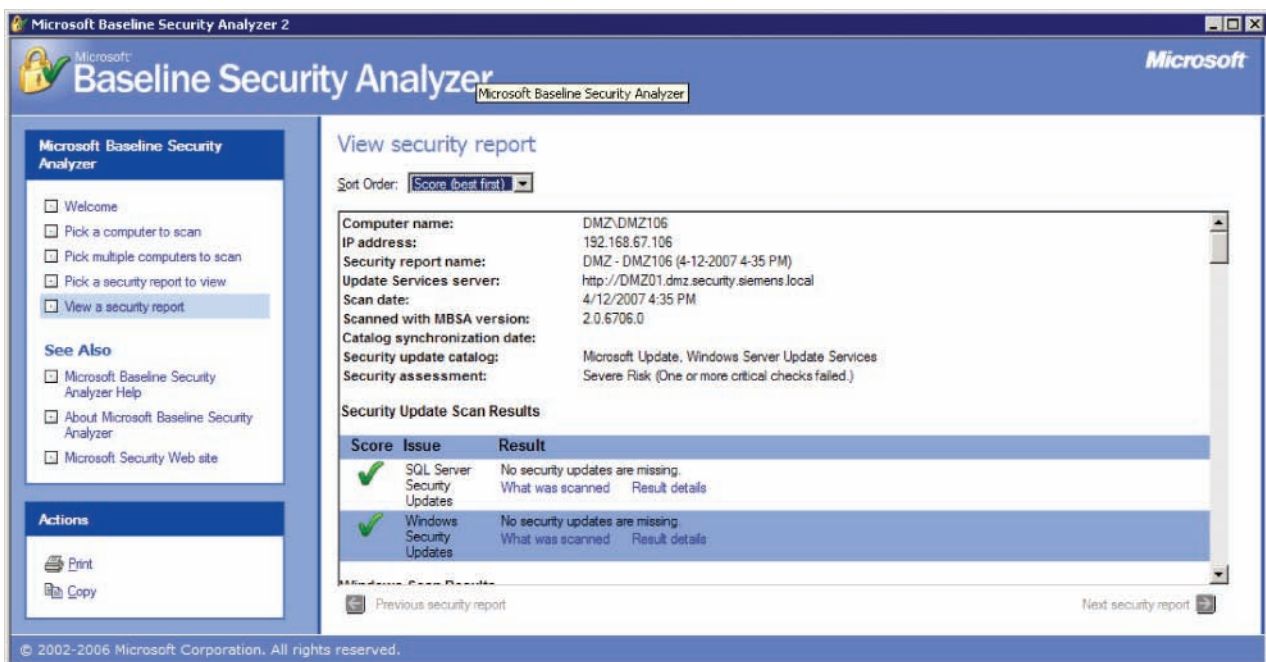 Microsoft Baseline Security Analyzer 2
Microsoft
Baseline Security Analyzer
Microsoft Baseline Security Analyzer
Microsoft
Microsoft Baseline Security
Analyzer
Welcome
Pick a computer to scan
Pick multiple computers to scan
Pick a security report to view
View a security report
See Also
Microsoft Baseline Security
Analyzer Help
About Microsoft Baseline Security
Analyzer
Microsoft Security Web site
Actions
Print
Copy
View security report
Sort Order: Score (best first)
Computer name: DMZ\DMZ106
IP address: 192.168.67.106
Security report name: DMZ - DMZ106 (4-12-2007 4-35 PM)
Update Services server: http://DMZ01.dmz.security.siemens.local
Scan date: 4/12/2007 4:35 PM
Scanned with MBSA version: 2.0.6706.0
Catalog synchronization date:
Security update catalog: Microsoft Update, Windows Server Update Services
Security assessment: Severe Risk (One or more critical checks failed.)
Security Update Scan Results
Score Issue Result
SQL Server No security updates are missing.
Security What was scanned Result details
Updates
Windows No security updates are missing.
Security What was scanned Result details
Updates
Windows Scan Results
Previous security report Next security report
© 2002-2006 Microsoft Corporation. All rights reserved.